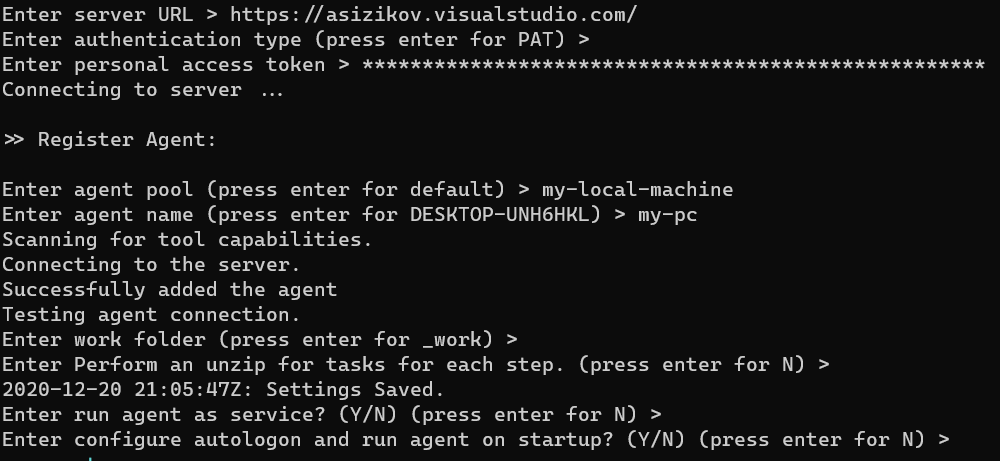 Enter server URL > https://asizikov.visualstudio.com/
Enter authentication type (press enter for PAT) >
Enter personal access token > ****************************************************
Connecting to server ...
>> Register Agent:
Enter agent pool (press enter for default) > my-local-machine
Enter agent name (press enter for DESKTOP-UNH6HKL) > my-pc
Scanning for tool capabilities.
Connecting to the server.
Successfully added the agent
Testing agent connection.
Enter work folder (press enter for _work) >
Enter Perform an unzip for tasks for each step. (press enter for N) >
2020-12-20 21:05:47Z: Settings Saved.
Enter run agent as service? (Y/N) (press enter for N) >
Enter configure autologon and run agent on startup? (Y/N) (press enter for N) >